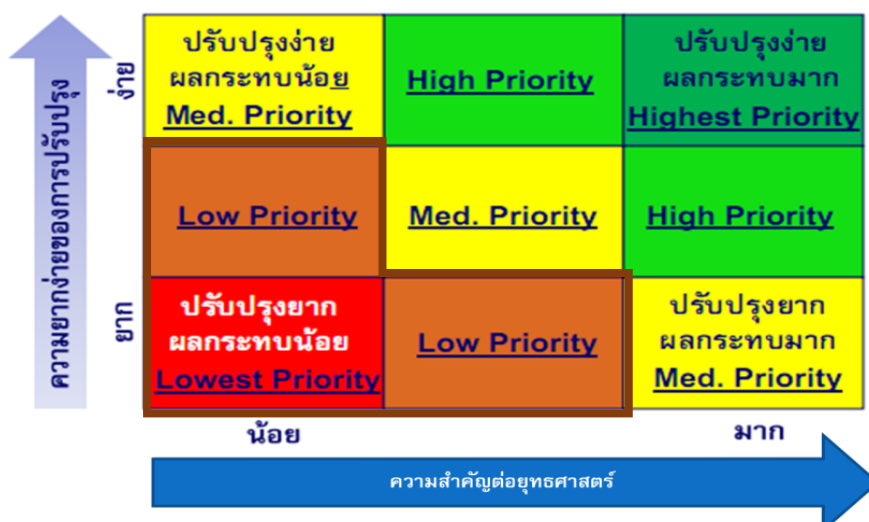 ความยากง่ายของการปรับปรุง
ง่าย
ปรับปรุงง่าย
ผลกระทบน้อย
Med. Priority
High Priority
ปรับปรุงง่าย
ผลกระทบมาก
Highest Priority
Low Priority
Med. Priority
High Priority
ยาก
ปรับปรุงยาก
ผลกระทบน้อย
Lowest Priority
Low Priority
ปรับปรุงยาก
ผลกระทบมาก
Med. Priority
น้อย
มาก
ความสำคัญต่อยุทธศาสตร์